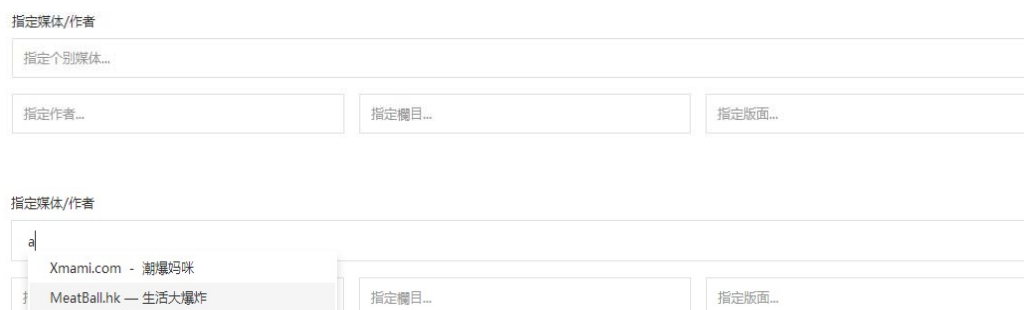 指定媒体/作者
指定个别媒体...
指定作者... 指定欄目... 指定版面...
指定媒体/作者
a
Xmami.com - 潮爆妈咪
指定欄目... 指定版面...
MeatBall.hk — 生活大爆炸